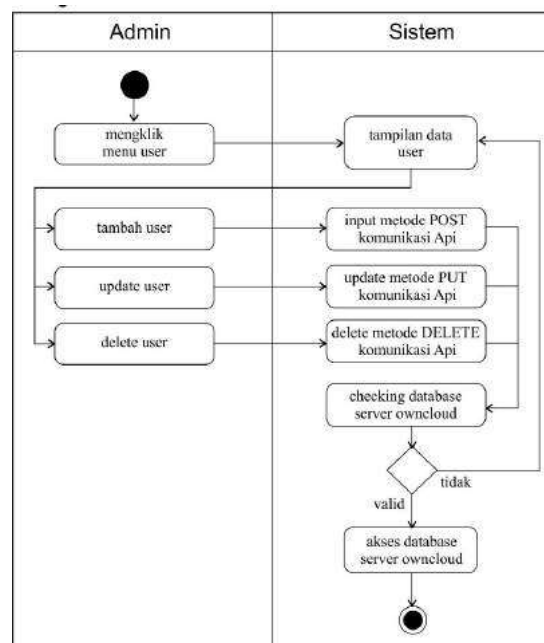 Admin
Sistem
mengklik
menu user
tampilan data
user
tambah user
input metode POST
komunikasi Api
update user
update metode PUT
komunikasi Api
delete user
delete metode DELETE
komunikasi Api
checking database
server owncloud
tidak
valid
akses database
server owncloud